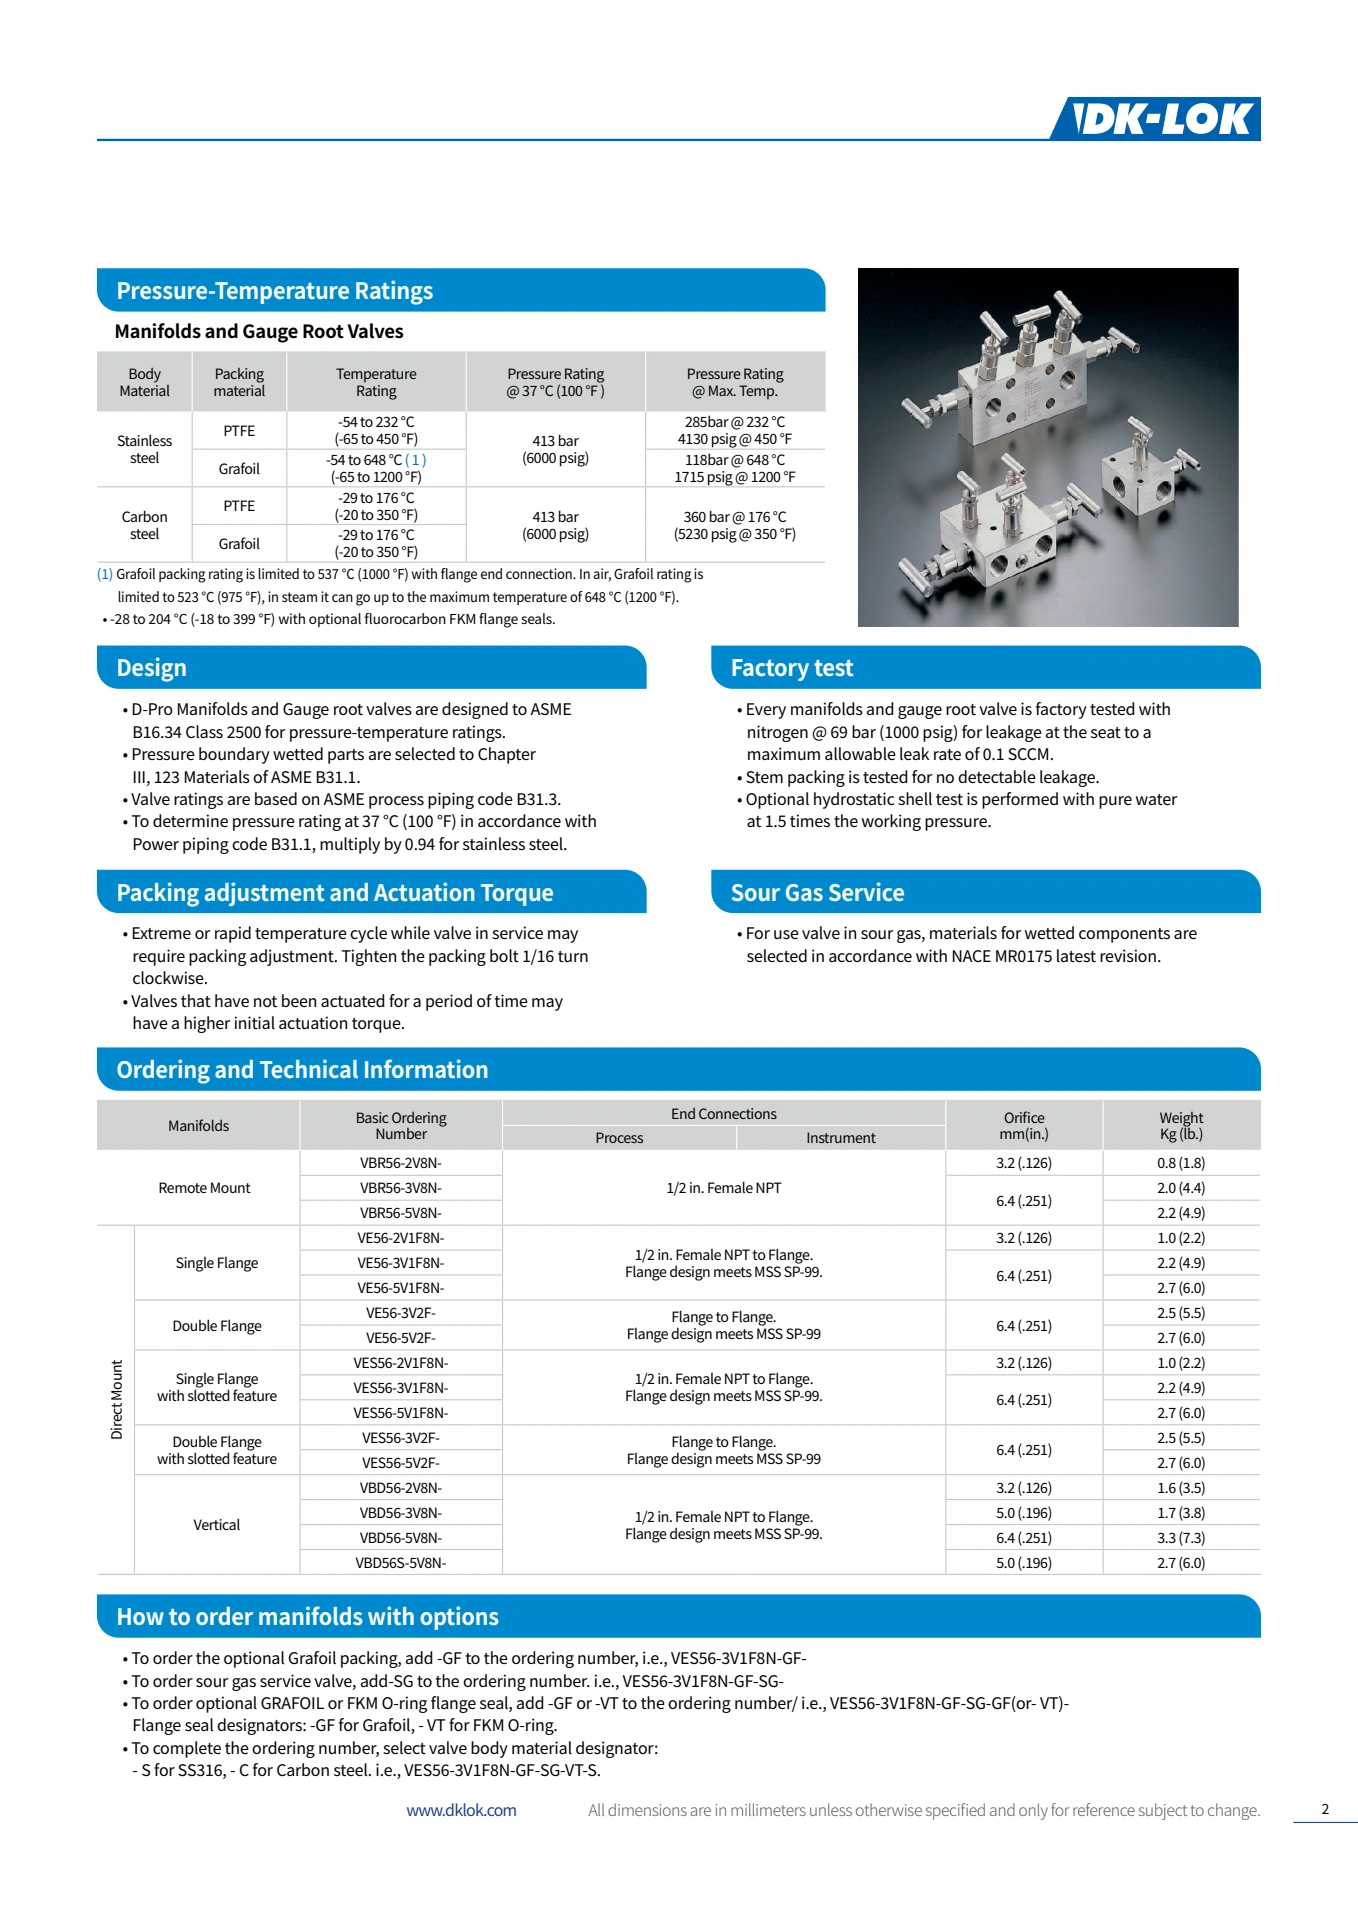 DK-LOK
Pressure-Temperature Ratings
Manifolds and Gauge Root Valves
Body Material
Packing material
Temperature Rating
Pressure Rating @ 37 °C (100 °F )
Pressure Rating @ Max. Temp.
Stainless steel
PTFE
-54 to 232 °C
(-65 to 450 °F)
413 bar
(6000 psig)
285bar @ 232 °C
4130 psig @ 450 °F
Grafoil
-54 to 648 °C ( 1 )
(-65 to 1200 °F)
118bar @ 648 °C
1715 psig @ 1200 °F
Carbon steel
PTFE
-29 to 176 °C
(-20 to 350 °F)
413 bar
(6000 psig)
360 bar @ 176 °C
(5230 psig @ 350 °F)
Grafoil
-29 to 176 °C
(-20 to 350 °F)
(1) Grafoil packing rating is limited to 537 °C (1000 °F) with flange end connection. In air, Grafoil rating is
limited to 523 °C (975 °F), in steam it can go up to the maximum temperature of 648 °C (1200 °F).
• -28 to 204 °C (-18 to 399 °F) with optional fluorocarbon FKM flange seals.
Design
• D-Pro Manifolds and Gauge root valves are designed to ASME
B16.34 Class 2500 for pressure-temperature ratings.
• Pressure boundary wetted parts are selected to Chapter
III, 123 Materials of ASME B31.1.
• Valve ratings are based on ASME process piping code B31.3.
• To determine pressure rating at 37 °C (100 °F) in accordance with
Power piping code B31.1, multiply by 0.94 for stainless steel.
Factory test
• Every manifolds and gauge root valve is factory tested with
nitrogen @ 69 bar (1000 psig) for leakage at the seat to a
maximum allowable leak rate of 0.1 SCCM.
• Stem packing is tested for no detectable leakage.
• Optional hydrostatic shell test is performed with pure water
at 1.5 times the working pressure.
Packing adjustment and Actuation Torque
• Extreme or rapid temperature cycle while valve in service may
require packing adjustment. Tighten the packing bolt 1/16 turn
clockwise.
• Valves that have not been actuated for a period of time may
have a higher initial actuation torque.
Sour Gas Service
• For use valve in sour gas, materials for wetted components are
selected in accordance with NACE MR0175 latest revision.
Ordering and Technical Information
Manifolds
Basic Ordering Number
End Connections
Process
Instrument
Orifice mm(in.)
Weight Kg (lb.)
Remote Mount
VBR56-2V8N-
1/2 in. Female NPT
3.2 (.126)
0.8 (1.8)
VBR56-3V8N-
6.4 (.251)
2.0 (4.4)
VBR56-5V8N-
2.2 (4.9)
Direct Mount
Single Flange
VE56-2V1F8N-
1/2 in. Female NPT to Flange.
Flange design meets MSS SP-99.
3.2 (.126)
1.0 (2.2)
VE56-3V1F8N-
6.4 (.251)
2.2 (4.9)
VE56-5V1F8N-
2.7 (6.0)
Double Flange
VE56-3V2F-
Flange to Flange.
Flange design meets MSS SP-99
6.4 (.251)
2.5 (5.5)
VE56-5V2F-
2.7 (6.0)
Single Flange
with slotted feature
VES56-2V1F8N-
1/2 in. Female NPT to Flange.
Flange design meets MSS SP-99.
3.2 (.126)
1.0 (2.2)
VES56-3V1F8N-
6.4 (.251)
2.2 (4.9)
VES56-5V1F8N-
2.7 (6.0)
Double Flange
with slotted feature
VES56-3V2F-
Flange to Flange.
Flange design meets MSS SP-99
6.4 (.251)
2.5 (5.5)
VES56-5V2F-
2.7 (6.0)
Vertical
VBD56-2V8N-
1/2 in. Female NPT to Flange.
Flange design meets MSS SP-99.
3.2 (.126)
1.6 (3.5)
VBD56-3V8N-
5.0 (.196)
1.7 (3.8)
VBD56-5V8N-
6.4 (.251)
3.3 (7.3)
VBD56S-5V8N-
5.0 (.196)
2.7 (6.0)
How to order manifolds with options
• To order the optional Grafoil packing, add -GF to the ordering number, i.e., VES56-3V1F8N-GF-
• To order sour gas service valve, add-SG to the ordering number. i.e., VES56-3V1F8N-GF-SG-
• To order optional GRAFOIL or FKM O-ring flange seal, add -GF or -VT to the ordering number/ i.e., VES56-3V1F8N-GF-SG-GF(or- VT)-
Flange seal designators: -GF for Grafoil, - VT for FKM O-ring.
• To complete the ordering number, select valve body material designator:
- S for SS316, - C for Carbon steel. i.e., VES56-3V1F8N-GF-SG-VT-S.
www.dklok.com
All dimensions are in millimeters unless otherwise specified and only for reference subject to change.
2